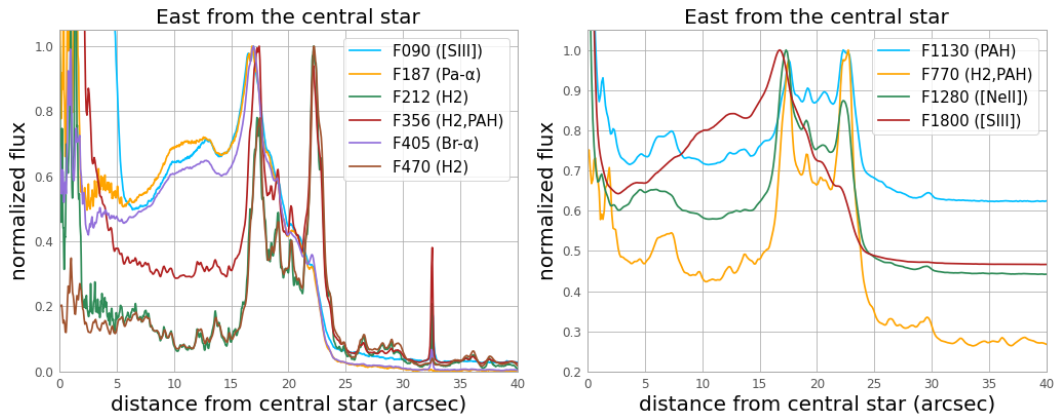 East from the central star
normalized flux
1.0
0.8
0.6
0.4
0.2
0.0
F090 ([SIII])
F187 (Pa-α)
F212 (H2)
F356 (H2,PAH)
F405 (Br-α)
F470 (H2)
0 5 10 15 20 25 30 35 40
distance from central star (arcsec)
East from the central star
normalized flux
1.0
0.9
0.8
0.7
0.6
0.5
0.4
0.3
0.2
F1130 (PAH)
F770 (H2,PAH)
F1280 ([NeII])
F1800 ([SIII])
0 5 10 15 20 25 30 35 40
distance from central star (arcsec)